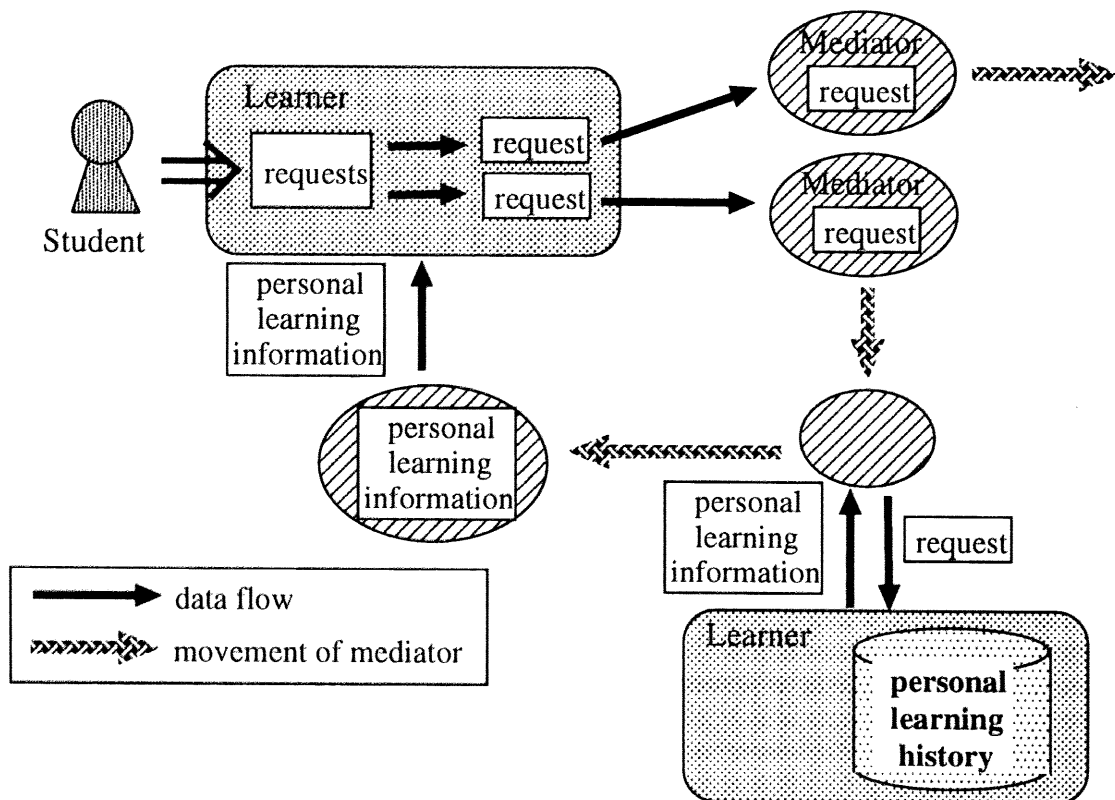 Mediator
request
Learner
requests
request
request
Mediator
request
Student
personal
learning
information
personal
learning
information
personal
learning
information
request
data flow
movement of mediator
Learner
personal
learning
history